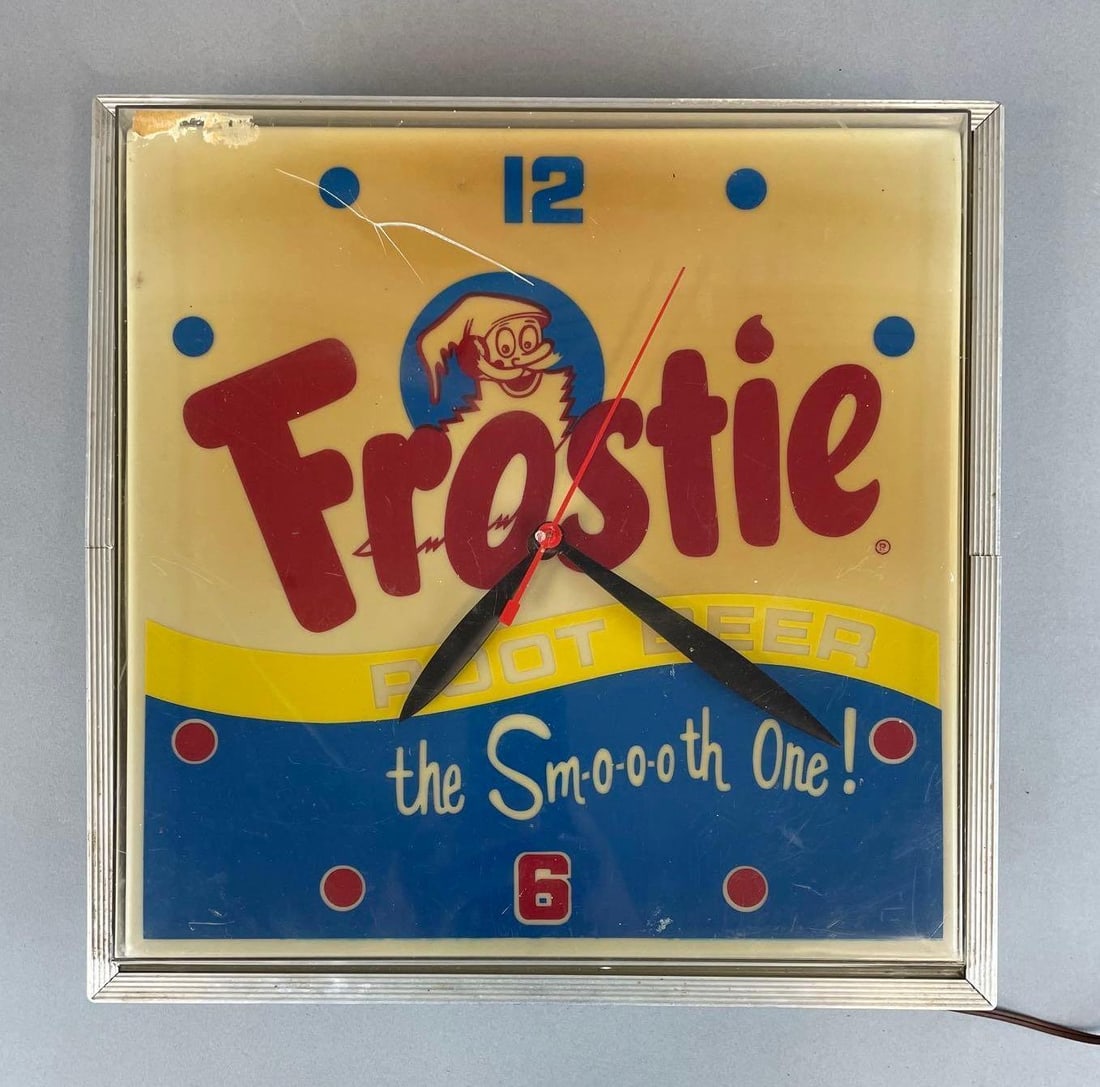 12
Frostie ®
ROOT BEER
the Sm-o-o-oth One!
6